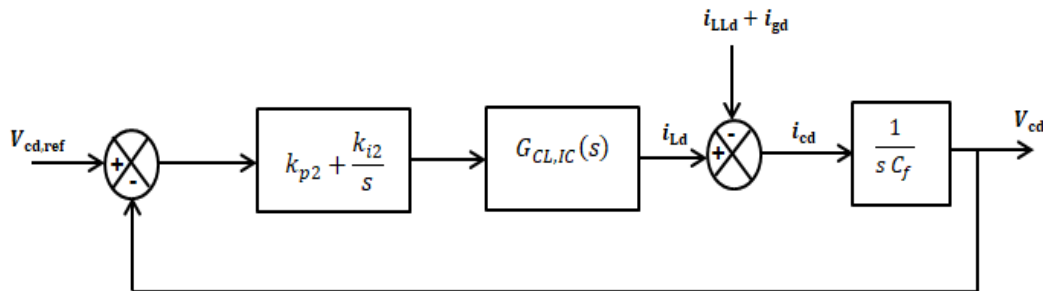 i_LLd + i_gd
V_cd,ref
+
-
k_p2 + k_i2/s
G_CL,IC(s)
i_Ld
-
+
i_cd
1/(s C_f)
V_cd